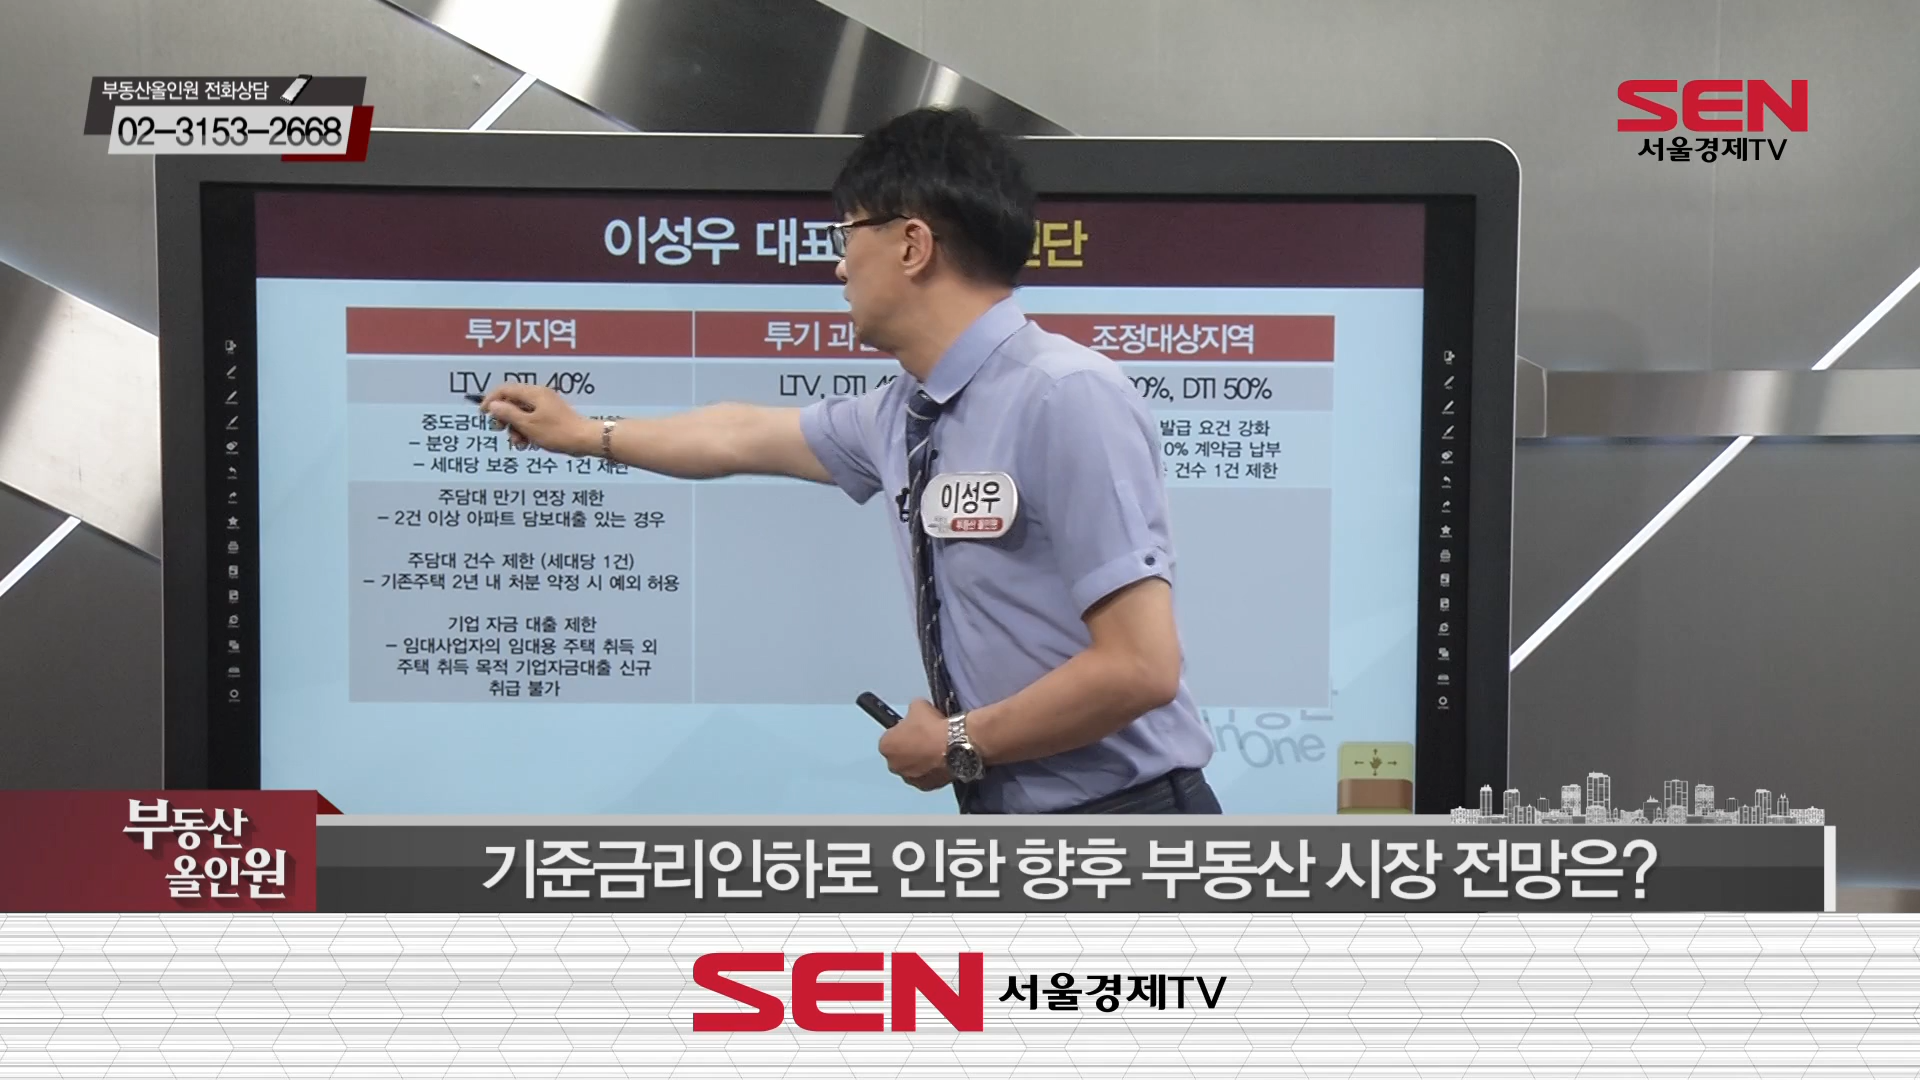 부동산올인원 전화상담
02-3153-2668
SEN
서울경제TV
이성우 대표
투기지역
투기
조정대상지역
LTV, DTI 40%
LTV, DTI
DTI 50%
- 분양 가격
발급 요건 강화
계약금 납부
- 세대당 보증 건수 1건 제한
건수 1건 제한
주담대 만기 연장 제한
- 2건 이상 아파트 담보대출 있는 경우
주담대 건수 제한 (세대당 1건)
- 기존주택 2년 내 처분 약정 시 예외 허용
기업 자금 대출 제한
- 임대사업자의 임대용 주택 취득 외
주택 취득 목적 기업자금대출 신규
취급 불가
이성우
부동산 올인원
One
부동산
올인원
기준금리인하로 인한 향후 부동산 시장 전망은?
SEN 서울경제TV